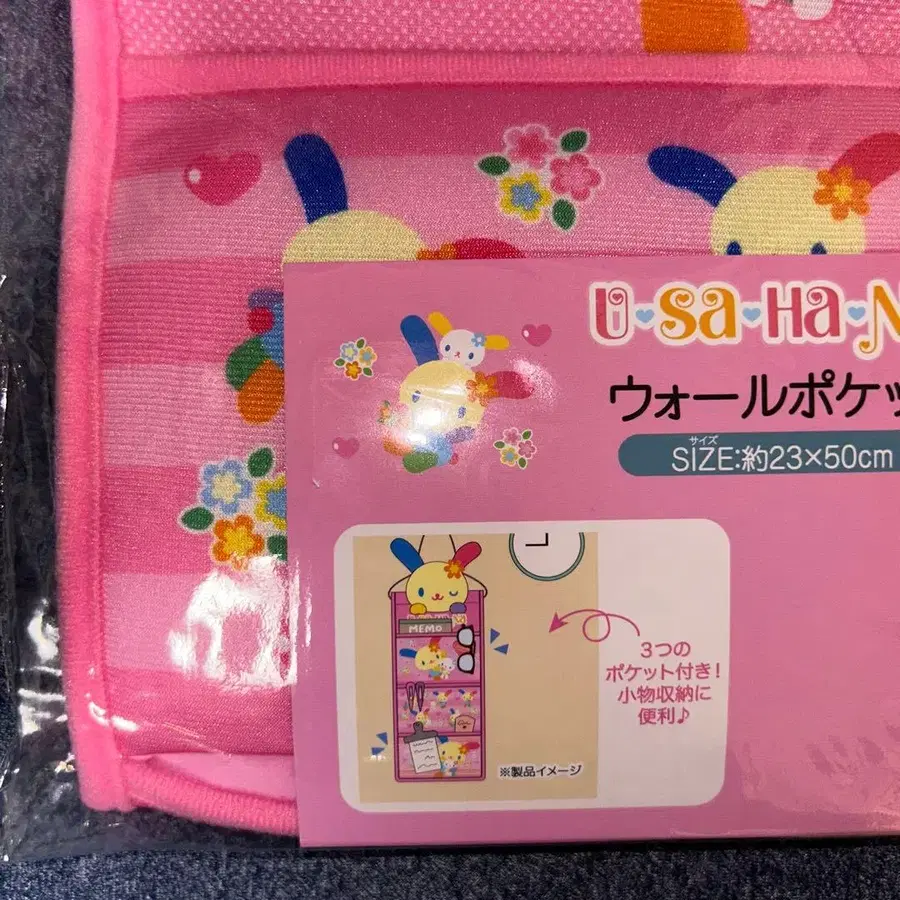 U·Sa·Ha·N
ウォールポケッ
サイズ
SIZE:約23×50cm
MEMO
3つの
ポケット付き!
小物収納に
便利♪
※製品イメージ